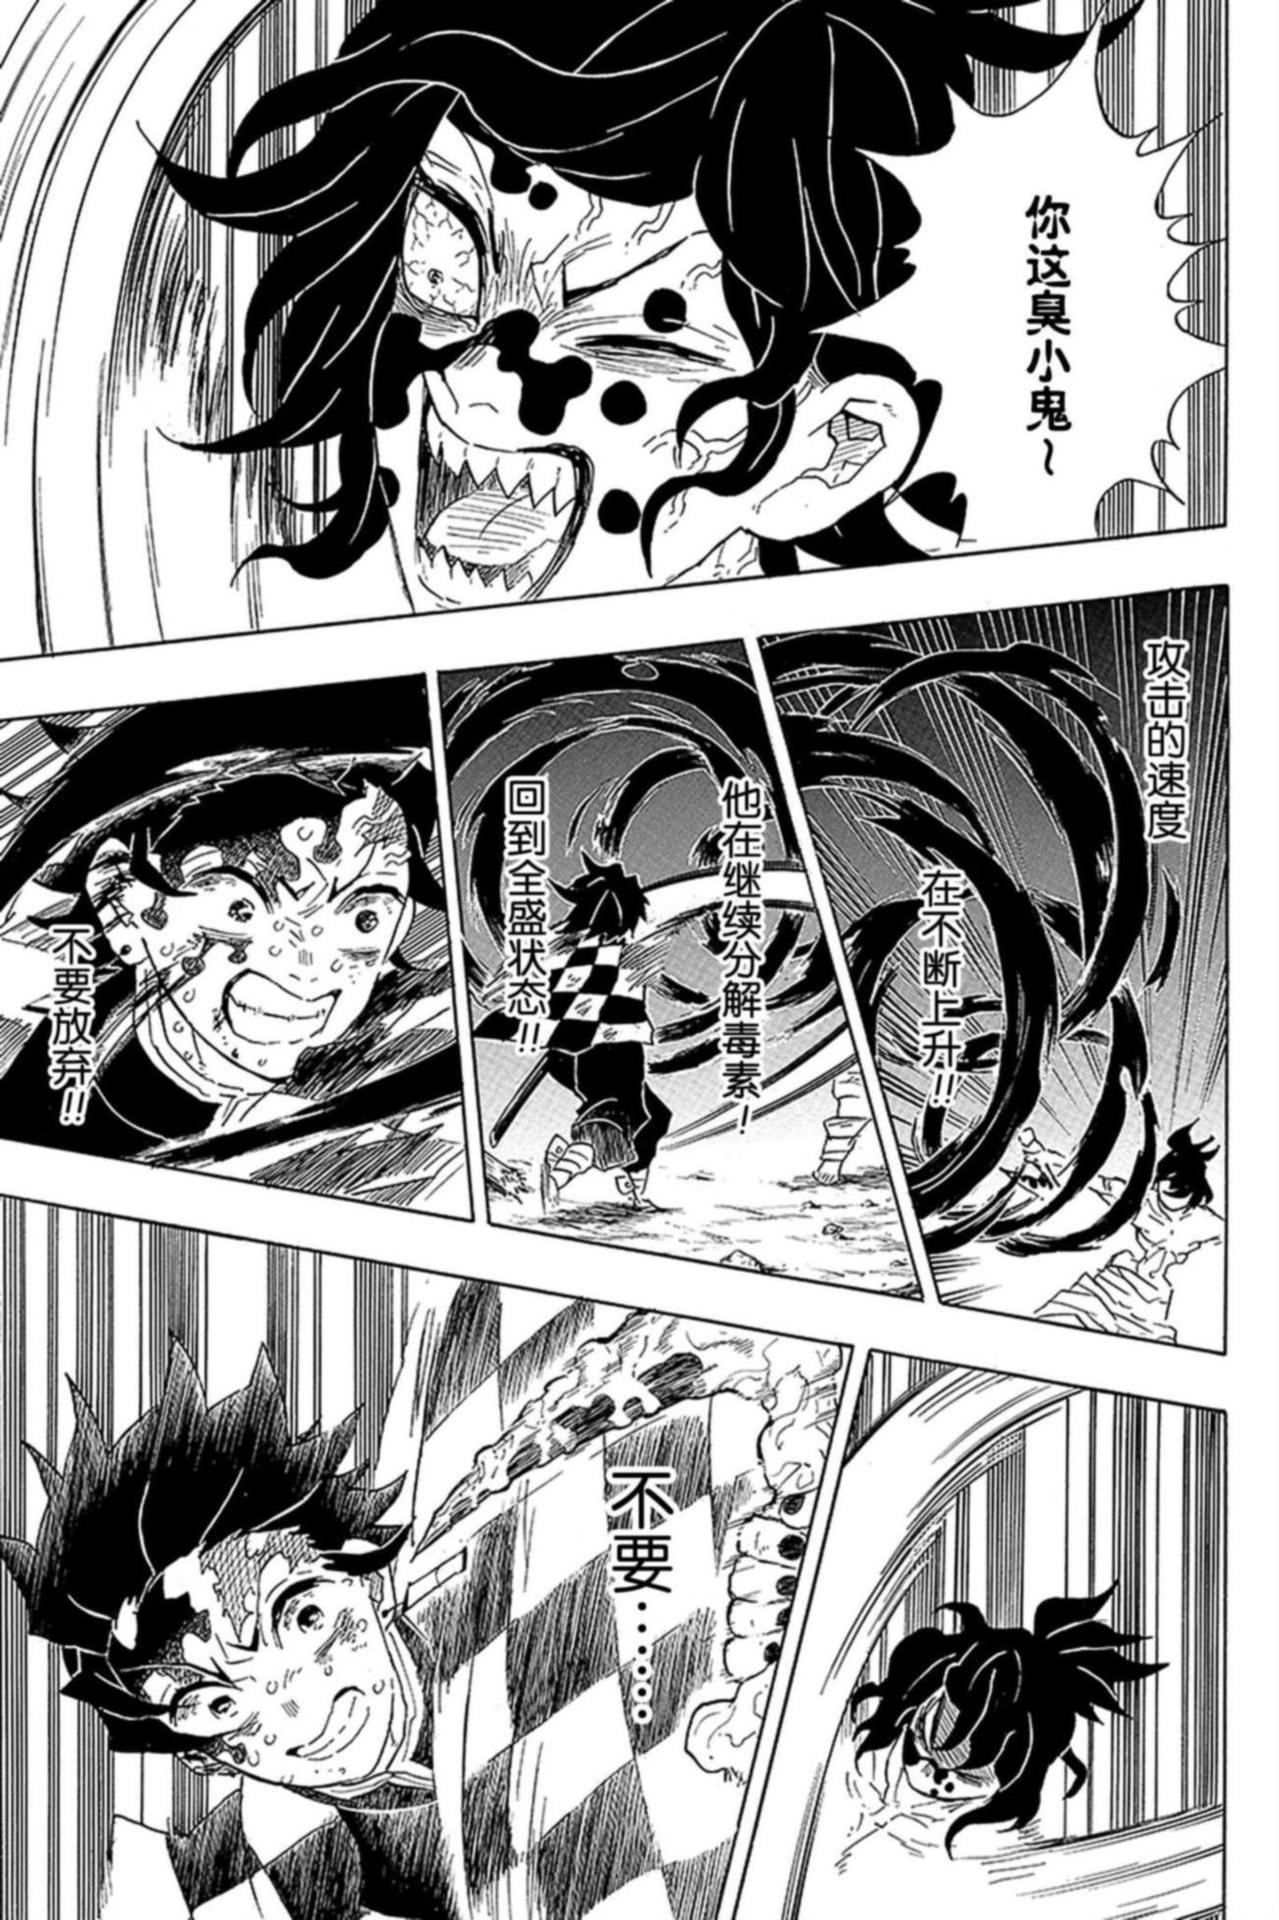 你这臭小鬼~
攻击的速度
在不断上升!!
他在继续分解毒素!
回到全盛状态!!
不要放弃!!
不要………